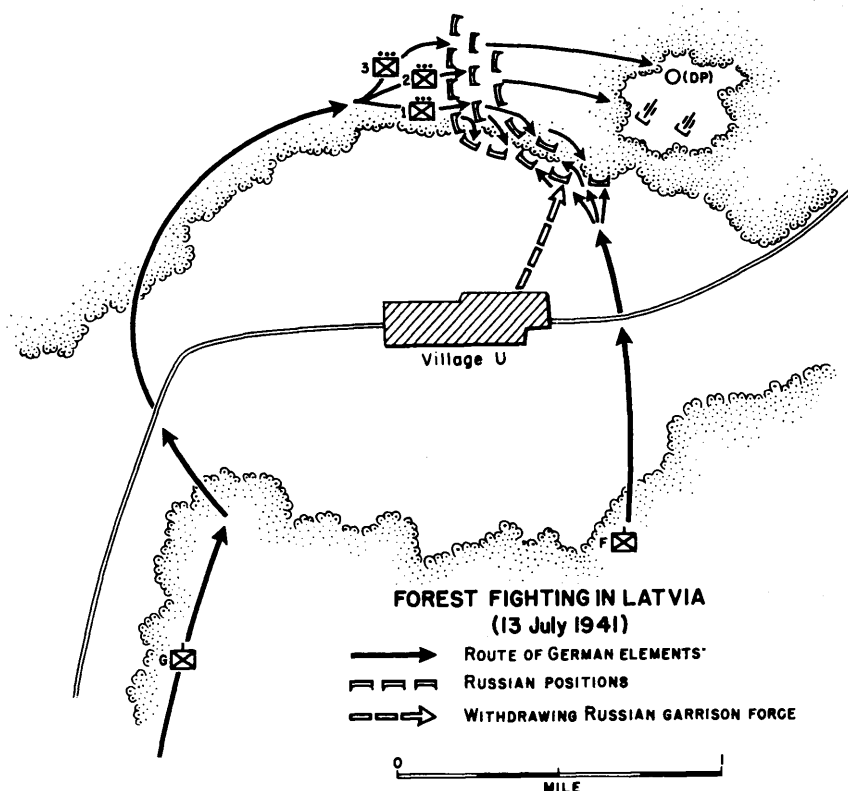 3
2
1
(DP)
Village U
F
G
FOREST FIGHTING IN LATVIA
(13 July 1941)
ROUTE OF GERMAN ELEMENTS
RUSSIAN POSITIONS
WITHDRAWING RUSSIAN GARRISON FORCE
0 1
MILE